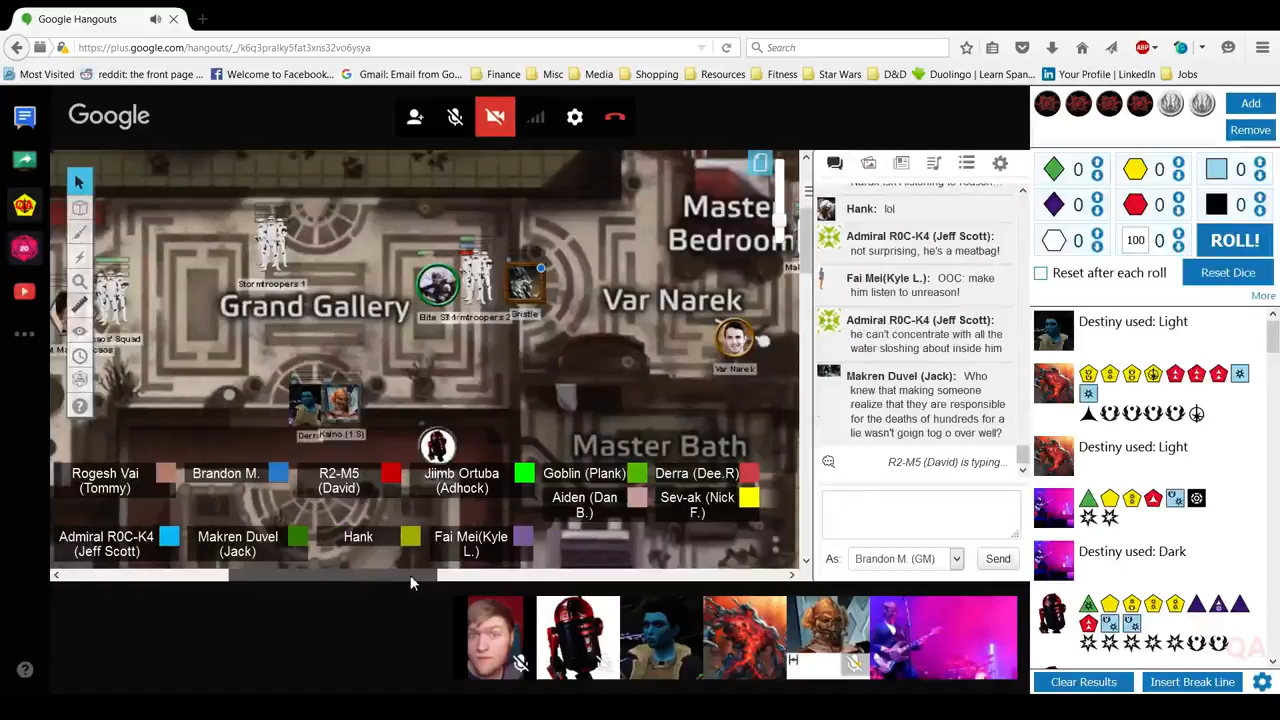 Google Hangouts
https://plus.google.com/hangouts/_/k6q3pralky5fat3xns32vo6ysya
Search
ABP
Most Visited
reddit: the front page ...
Welcome to Facebook...
Gmail: Email from Go...
Finance
Misc
Media
Shopping
Resources
Fitness
Star Wars
D&D
Duolingo | Learn Span...
Your Profile | LinkedIn
Jobs
Google
Add
Remove
0
0
0
0
0
0
0
100
0
ROLL!
Reset after each roll
Reset Dice
More
Master
Bedroom
Stormtroopers 1
Grand Gallery
Gristle
Var Narek
Var Narek
Master Bath
Hank: lol
Admiral R0C-K4 (Jeff Scott):
not surprising, he's a meatbag!
Fai Mei(Kyle L.): OOC: make
him listen to unreason!
Admiral R0C-K4 (Jeff Scott):
he can't concentrate with all the
water sloshing about inside him
Makren Duvel (Jack): Who
knew that making someone
realize that they are responsible
for the deaths of hundreds for a
lie wasn't goign tog o over well?
R2-M5 (David) is typing...
As:
Brandon M. (GM)
Send
Rogesh Vai
(Tommy)
Brandon M.
R2-M5
(David)
Jiimb Ortuba
(Adhock)
Goblin (Plank)
Derra (Dee.R)
Aiden (Dan
B.)
Sev-ak (Nick
F.)
Admiral R0C-K4
(Jeff Scott)
Makren Duvel
(Jack)
Hank
Fai Mei(Kyle
L.)
Destiny used: Light
Destiny used: Light
Destiny used: Dark
QA
Clear Results
Insert Break Line